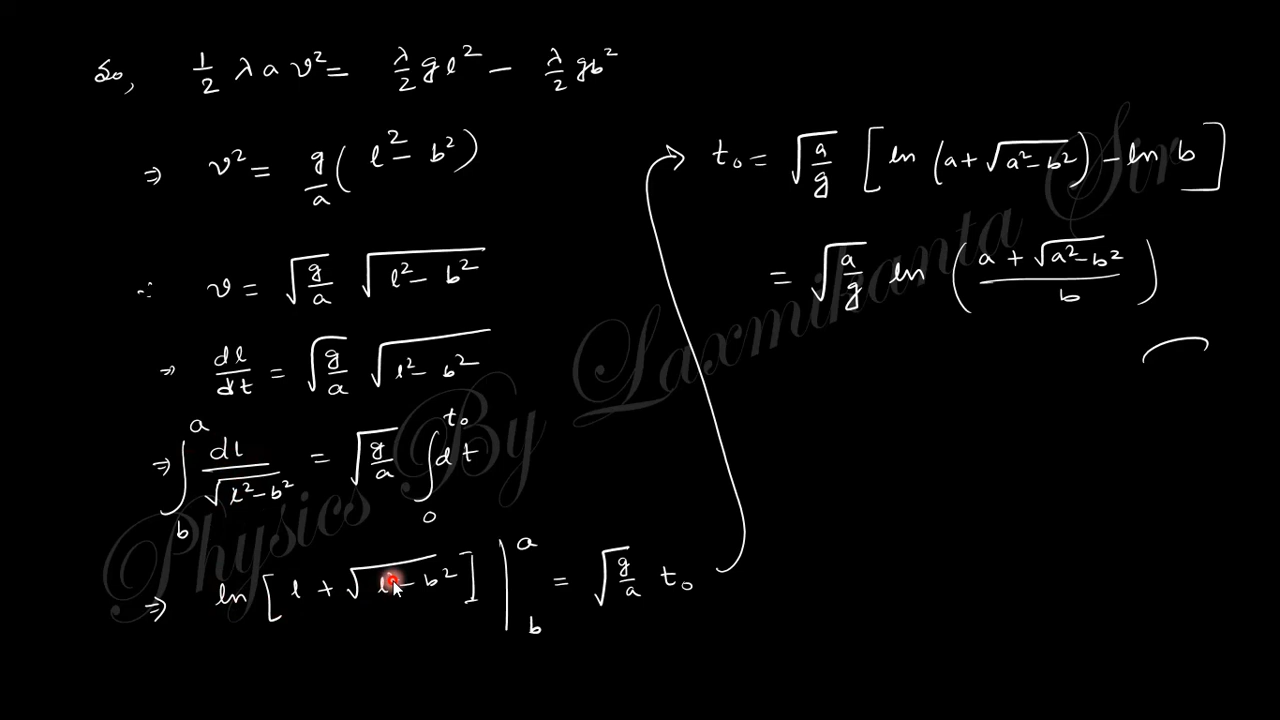 So, 1/2 λ a v² = λ/2 g l² − λ/2 g b²
⇒ v² = g/a ( l² − b² )
∴ v = √(g/a) √(l² − b²)
⇒ dl/dt = √(g/a) √(l² − b²)
⇒ ∫_b^a dl/√(l² − b²) = √(g/a) ∫_0^{t₀} dt
⇒ ln [ l + √(l² − b²) ] |_b^a = √(g/a) t₀
→ t₀ = √(a/g) [ ln (a + √(a² − b²)) − ln b ]
= √(a/g) ln ( (a + √(a² − b²)) / b )
Physics By Laxmikanta Sir